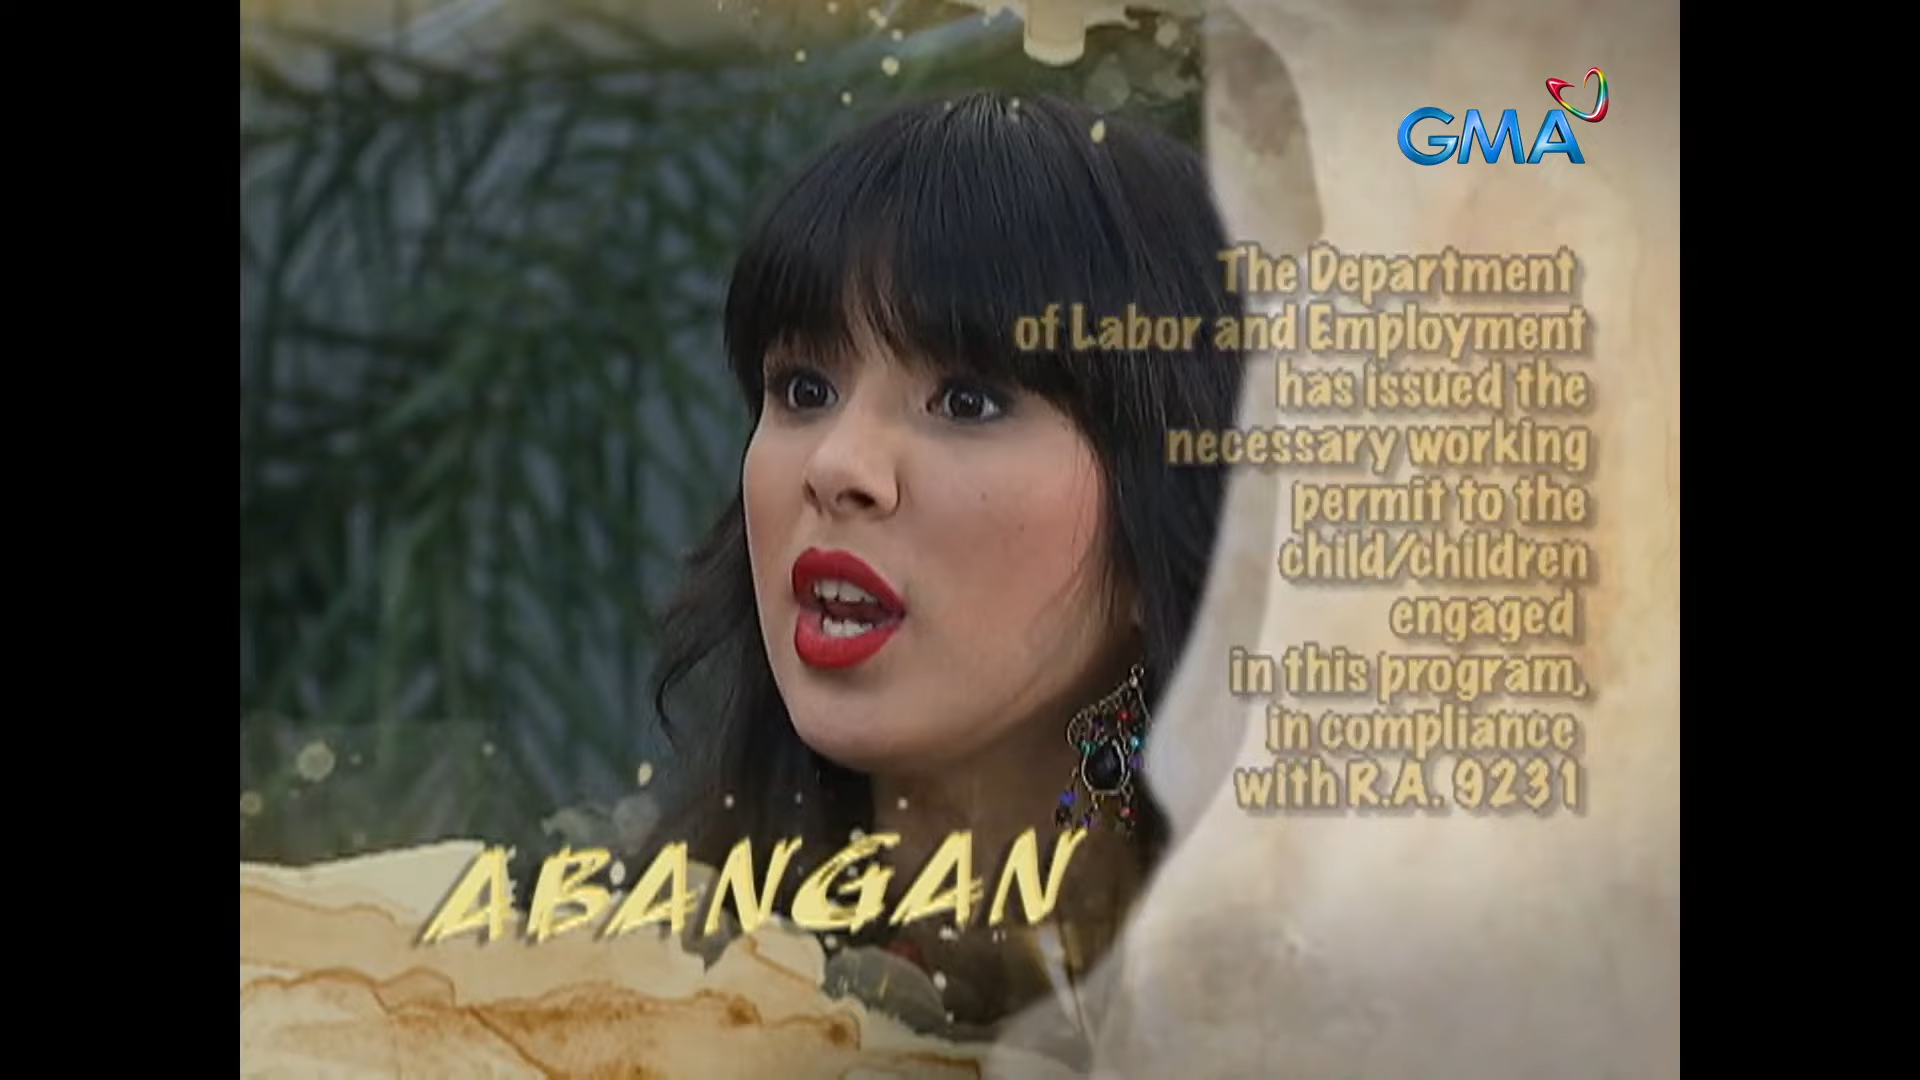 GMA
The Department
of Labor and Employment
has issued the
necessary working
permit to the
child/children
engaged
in this program,
in compliance
with R.A. 9231
ABANGAN